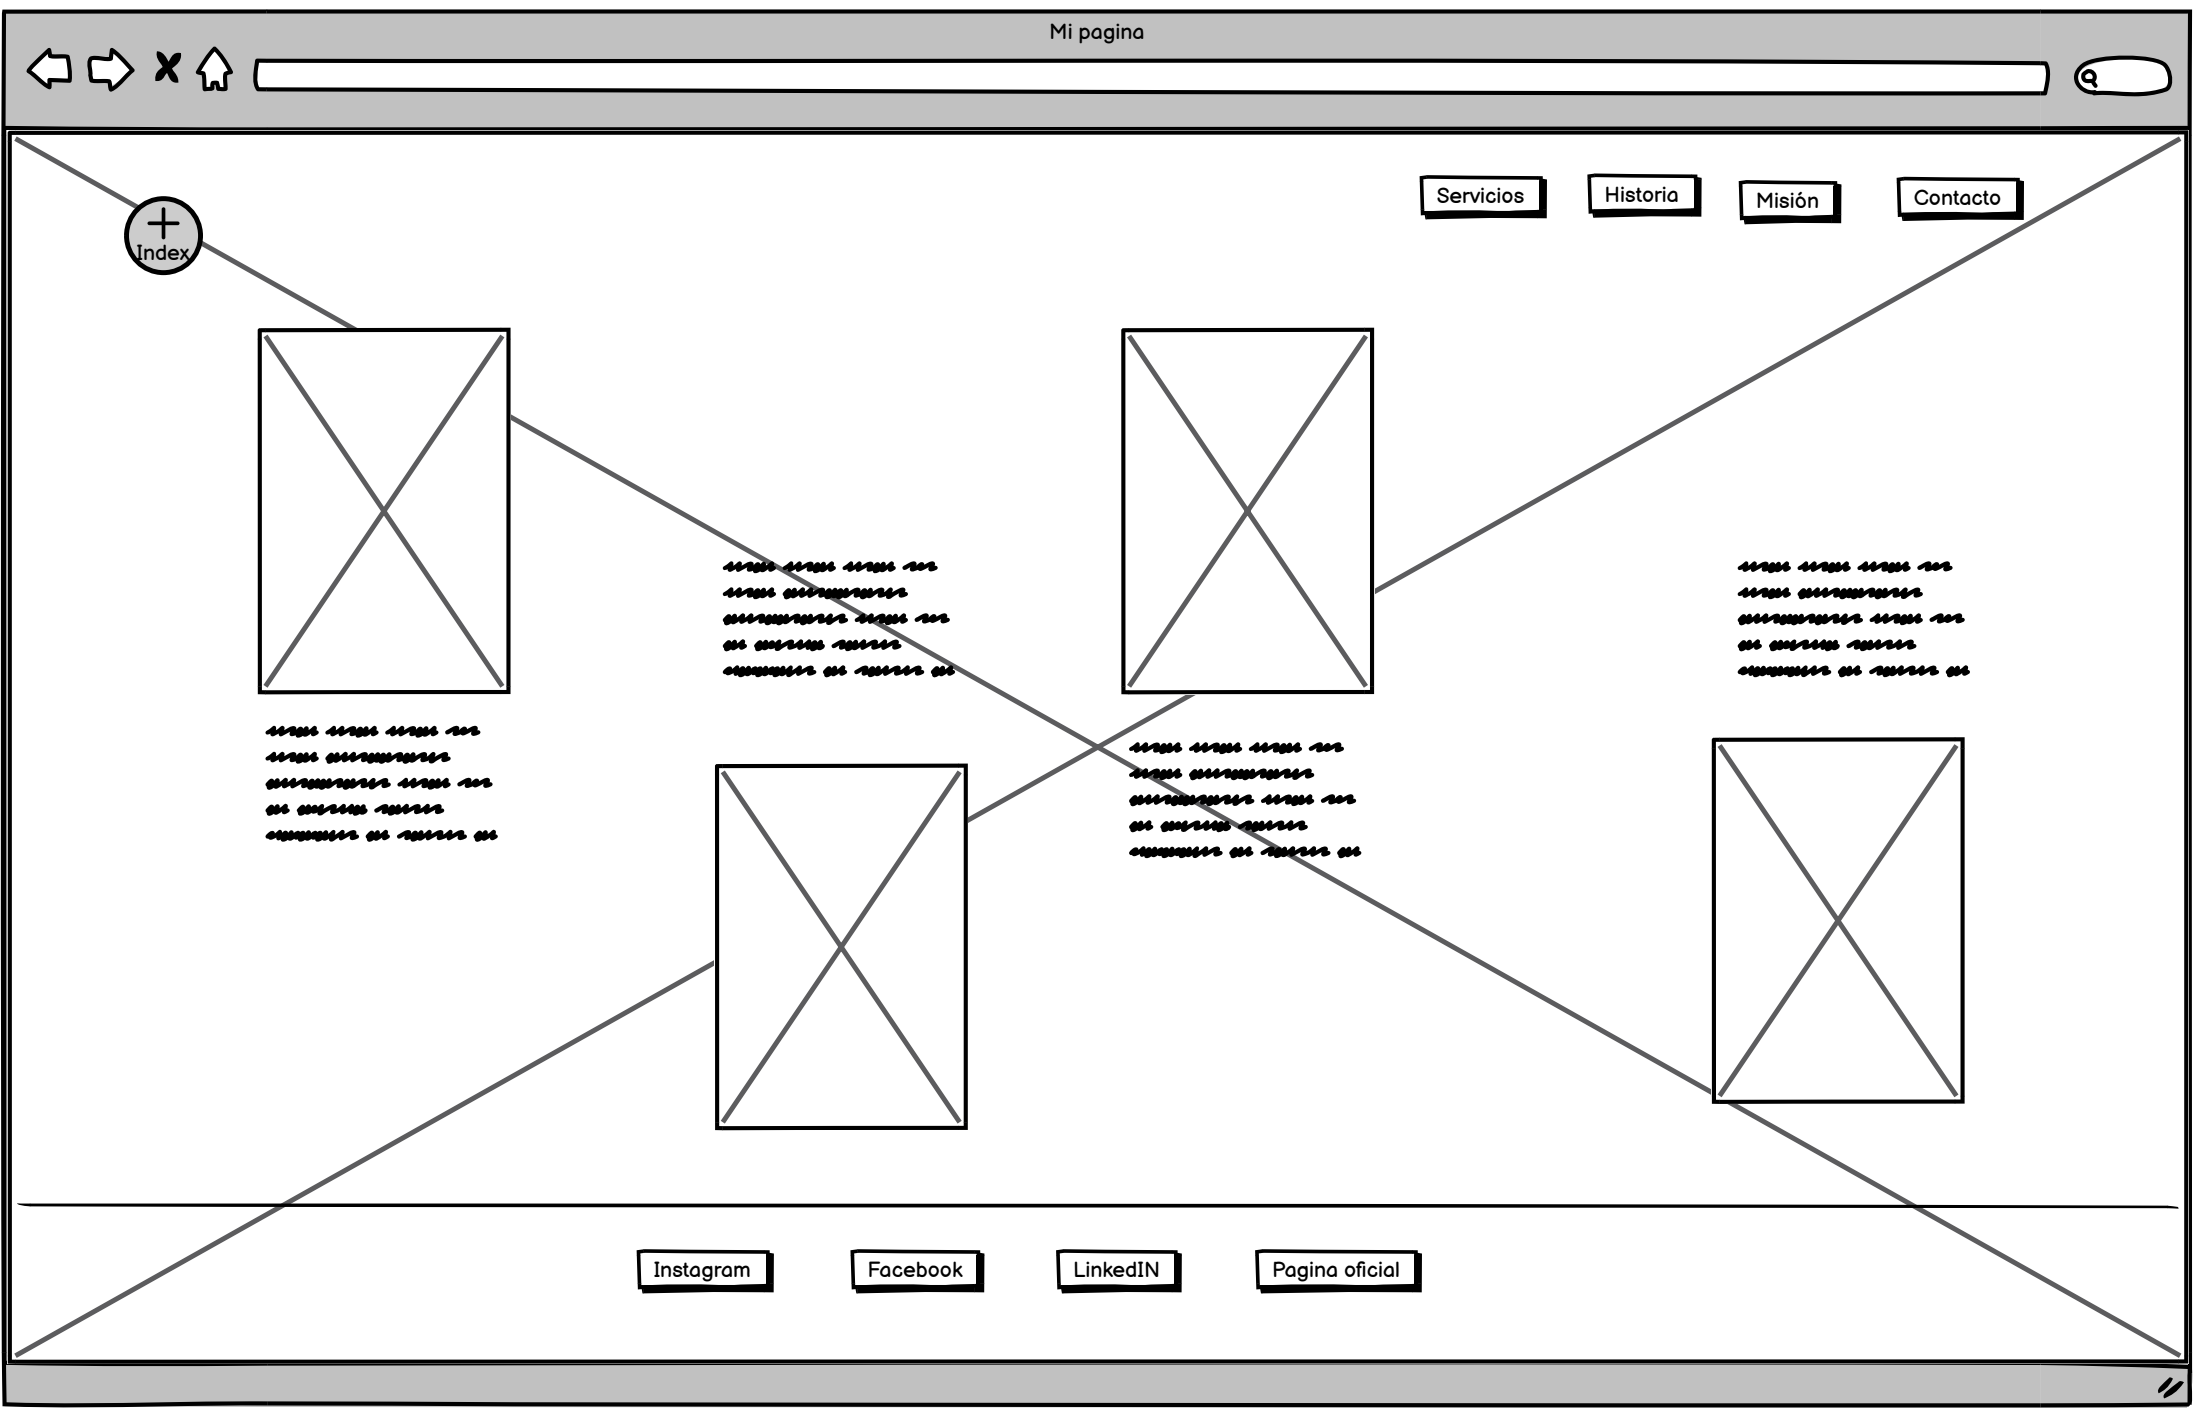 Mi pagina
Servicios
Historia
Misión
Contacto
Index
Instagram
Facebook
LinkedIN
Pagina oficial